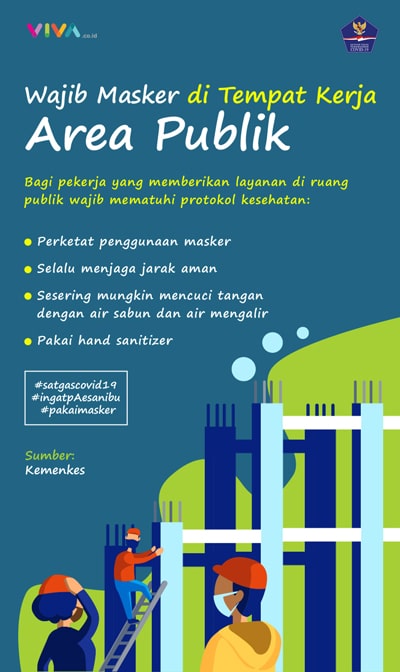 VIVA.co.id
Wajib Masker di Tempat Kerja
Area Publik
Bagi pekerja yang memberikan layanan di ruang
publik wajib mematuhi protokol kesehatan:
Perketat penggunaan masker
Selalu menjaga jarak aman
Sesering mungkin mencuci tangan
dengan air sabun dan air mengalir
Pakai hand sanitizer
#satgascovid19
#ingatpAesanibu
#pakaimasker
Sumber:
Kemenkes